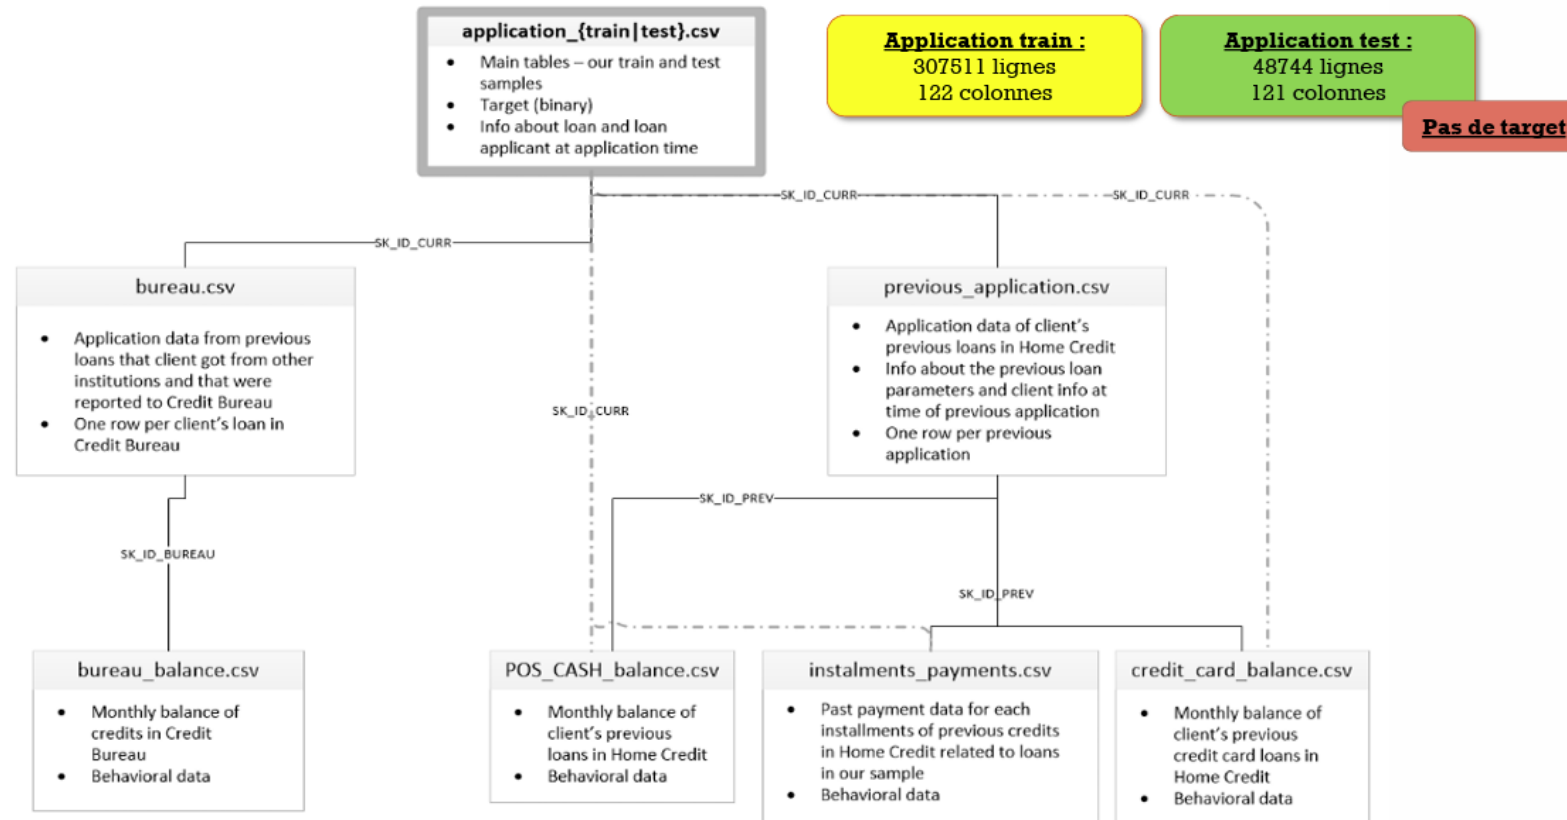 application_{train|test}.csv
• Main tables – our train and test
samples
• Target (binary)
• Info about loan and loan
applicant at application time
Application train :
307511 lignes
122 colonnes
Application test :
48744 lignes
121 colonnes
Pas de target
SK_ID_CURR
SK_ID_CURR
SK_ID_CURR
bureau.csv
• Application data from previous
loans that client got from other
institutions and that were
reported to Credit Bureau
• One row per client's loan in
Credit Bureau
previous_application.csv
• Application data of client's
previous loans in Home Credit
• Info about the previous loan
parameters and client info at
time of previous application
• One row per previous
application
SK_ID_CURR
SK_ID_PREV
SK_ID_BUREAU
SK_ID_PREV
bureau_balance.csv
• Monthly balance of
credits in Credit
Bureau
• Behavioral data
POS_CASH_balance.csv
• Monthly balance of
client's previous
loans in Home Credit
• Behavioral data
instalments_payments.csv
• Past payment data for each
installments of previous credits
in Home Credit related to loans
in our sample
• Behavioral data
credit_card_balance.csv
• Monthly balance of
client's previous
credit card loans in
Home Credit
• Behavioral data